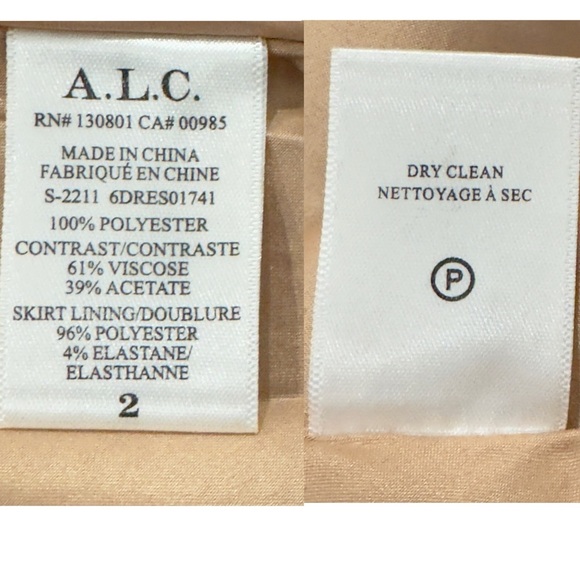 A.L.C.
RN# 130801 CA# 00985
MADE IN CHINA
FABRIQUÉ EN CHINE
S-2211 6DRES01741
100% POLYESTER
CONTRAST/CONTRASTE
61% VISCOSE
39% ACETATE
SKIRT LINING/DOUBLURE
96% POLYESTER
4% ELASTANE/
ELASTHANNE
2
DRY CLEAN
NETTOYAGE À SEC
P